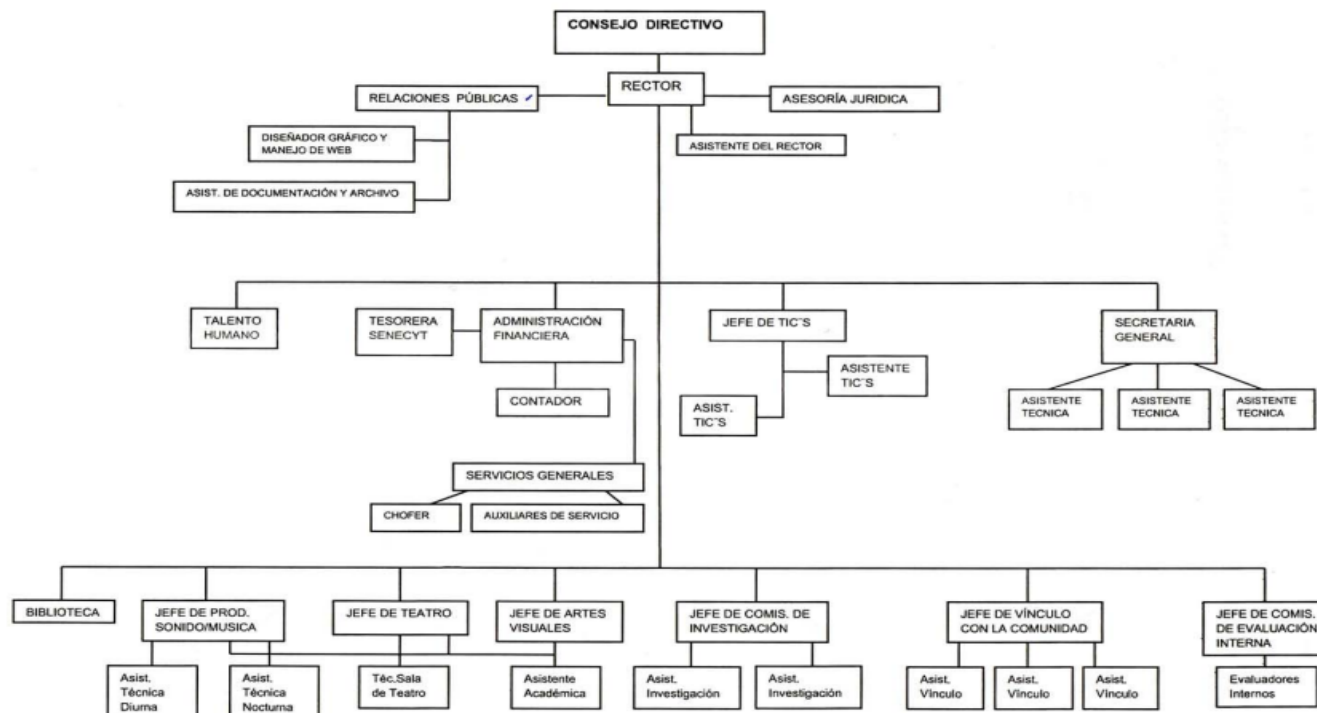 CONSEJO DIRECTIVO
RECTOR
RELACIONES PÚBLICAS
ASESORÍA JURIDICA
DISEÑADOR GRÁFICO Y
MANEJO DE WEB
ASISTENTE DEL RECTOR
ASIST. DE DOCUMENTACIÓN Y ARCHIVO
TALENTO
HUMANO
TESORERA
SENECYT
ADMINISTRACIÓN
FINANCIERA
JEFE DE TIC¨S
SECRETARIA
GENERAL
CONTADOR
ASISTENTE
TIC¨S
ASIST.
TIC¨S
ASISTENTE
TECNICA
ASISTENTE
TECNICA
ASISTENTE
TECNICA
SERVICIOS GENERALES
CHOFER
AUXILIARES DE SERVICIO
BIBLIOTECA
JEFE DE PROD.
SONIDO/MUSICA
JEFE DE TEATRO
JEFE DE ARTES
VISUALES
JEFE DE COMIS. DE
INVESTIGACIÓN
JEFE DE VÍNCULO
CON LA COMUNIDAD
JEFE DE COMIS.
DE EVALUACIÓN
INTERNA
Asist.
Técnica
Diurna
Asist.
Técnica
Nocturna
Téc.Sala
de Teatro
Asistente
Académica
Asist.
Investigación
Asist.
Investigación
Asist.
Vínculo
Asist.
Vínculo
Asist.
Vínculo
Evaluadores
Internos